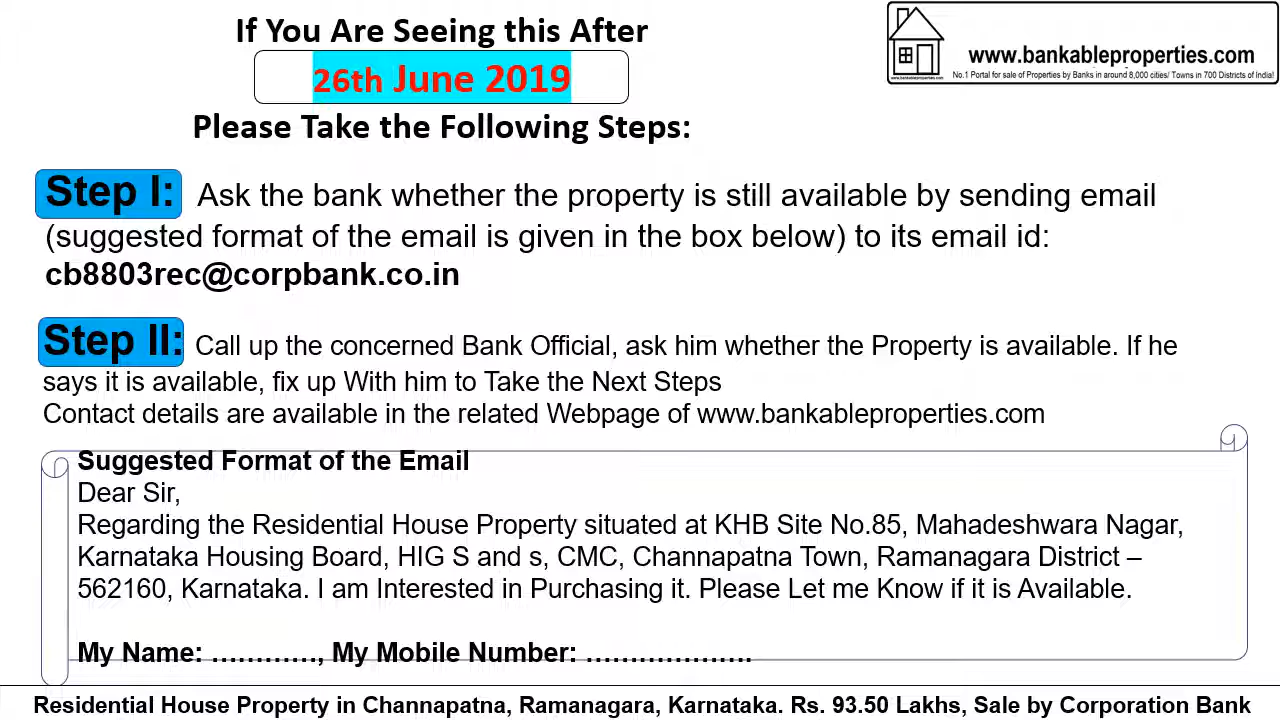 If You Are Seeing this After
26th June 2019
Please Take the Following Steps:
www.bankableproperties.com
No.1 Portal for sale of Properties by Banks in around 8,000 cities/ Towns in 700 Districts of India!
Step I: Ask the bank whether the property is still available by sending email
(suggested format of the email is given in the box below) to its email id:
cb8803rec@corpbank.co.in
Step II: Call up the concerned Bank Official, ask him whether the Property is available. If he
says it is available, fix up With him to Take the Next Steps
Contact details are available in the related Webpage of www.bankableproperties.com
Suggested Format of the Email
Dear Sir,
Regarding the Residential House Property situated at KHB Site No.85, Mahadeshwara Nagar,
Karnataka Housing Board, HIG S and s, CMC, Channapatna Town, Ramanagara District –
562160, Karnataka. I am Interested in Purchasing it. Please Let me Know if it is Available.
My Name: …………, My Mobile Number: ……………….
Residential House Property in Channapatna, Ramanagara, Karnataka. Rs. 93.50 Lakhs, Sale by Corporation Bank